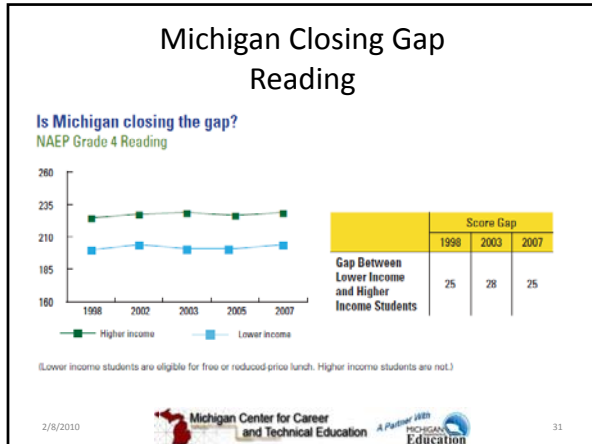 Michigan Closing Gap
Reading
Is Michigan closing the gap?
NAEP Grade 4 Reading
260
235
210
185
160
1998 2002 2003 2005 2007
Higher income Lower income
Score Gap
1998 2003 2007
Gap Between
Lower Income
and Higher
Income Students
25 28 25
(Lower income students are eligible for free or reduced-price lunch. Higher income students are not.)
2/8/2010
Michigan Center for Career
and Technical Education
A Partner With
MICHIGAN
Education
31